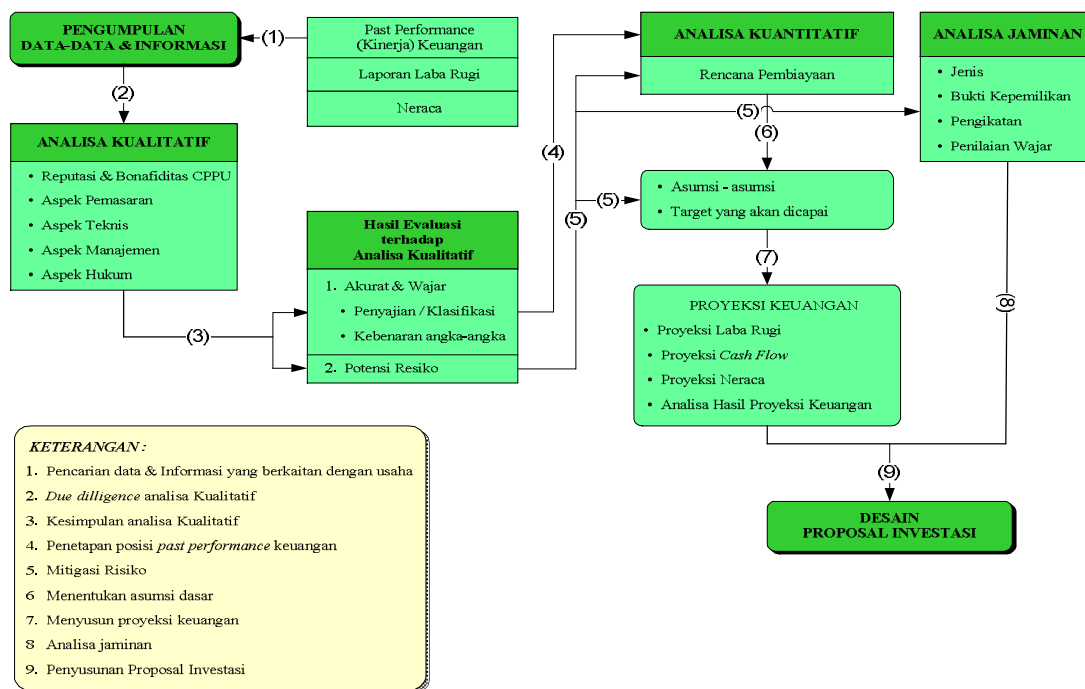 PENGUMPULAN
DATA-DATA & INFORMASI
(1)
Past Performance
(Kinerja) Keuangan
Laporan Laba Rugi
Neraca
(2)
ANALISA KUALITATIF
• Reputasi & Bonafiditas CPPU
• Aspek Pemasaran
• Aspek Teknis
• Aspek Manajemen
• Aspek Hukum
(3)
Hasil Evaluasi
terhadap
Analisa Kualitatif
1. Akurat & Wajar
• Penyajian / Klasifikasi
• Kebenaran angka-angka
2. Potensi Resiko
(4)
(5)
(5)
(5)
ANALISA KUANTITATIF
Rencana Pembiayaan
(6)
• Asumsi - asumsi
• Target yang akan dicapai
(7)
PROYEKSI KEUANGAN
• Proyeksi Laba Rugi
• Proyeksi Cash Flow
• Proyeksi Neraca
• Analisa Hasil Proyeksi Keuangan
ANALISA JAMINAN
• Jenis
• Bukti Kepemilikan
• Pengikatan
• Penilaian Wajar
(8)
(9)
DESAIN
PROPOSAL INVESTASI
KETERANGAN :
1. Pencarian data & Informasi yang berkaitan dengan usaha
2. Due dilligence analisa Kualitatif
3. Kesimpulan analisa Kualitatif
4. Penetapan posisi past performance keuangan
5. Mitigasi Risiko
6 Menentukan asumsi dasar
7. Menyusun proyeksi keuangan
8 Analisa jaminan
9. Penyusunan Proposal Investasi